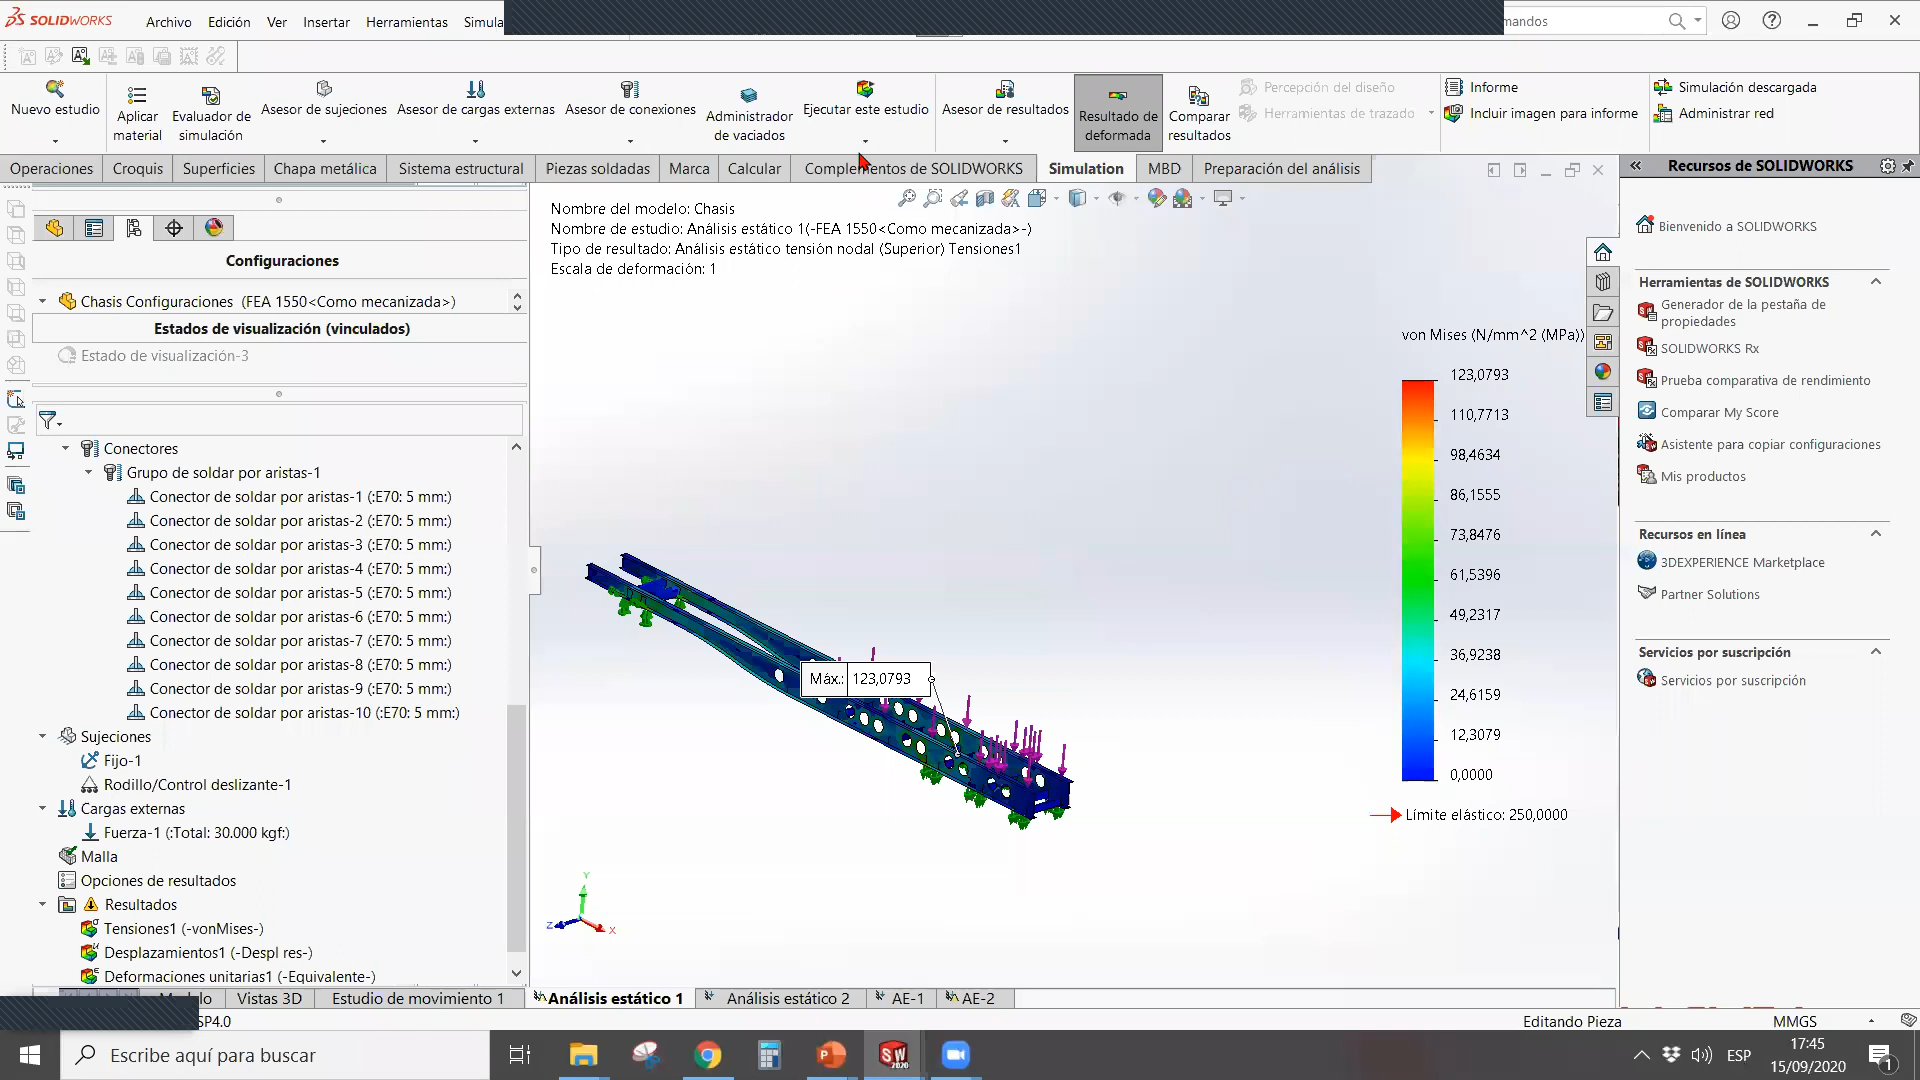 SOLIDWORKS
Archivo Edición Ver Insertar Herramientas Simula
mandos
Nuevo estudio
Aplicar material
Evaluador de simulación
Asesor de sujeciones
Asesor de cargas externas
Asesor de conexiones
Administrador de vaciados
Ejecutar este estudio
Asesor de resultados
Resultado de deformada
Comparar resultados
Percepción del diseño
Herramientas de trazado
Informe
Incluir imagen para informe
Simulación descargada
Administrar red
Operaciones Croquis Superficies Chapa metálica Sistema estructural Piezas soldadas Marca Calcular Complementos de SOLIDWORKS Simulation MBD Preparación del análisis
Configuraciones
Chasis Configuraciones (FEA 1550<Como mecanizada>)
Estados de visualización (vinculados)
Estado de visualización-3
Conectores
Grupo de soldar por aristas-1
Conector de soldar por aristas-1 (:E70: 5 mm:)
Conector de soldar por aristas-2 (:E70: 5 mm:)
Conector de soldar por aristas-3 (:E70: 5 mm:)
Conector de soldar por aristas-4 (:E70: 5 mm:)
Conector de soldar por aristas-5 (:E70: 5 mm:)
Conector de soldar por aristas-6 (:E70: 5 mm:)
Conector de soldar por aristas-7 (:E70: 5 mm:)
Conector de soldar por aristas-8 (:E70: 5 mm:)
Conector de soldar por aristas-9 (:E70: 5 mm:)
Conector de soldar por aristas-10 (:E70: 5 mm:)
Sujeciones
Fijo-1
Rodillo/Control deslizante-1
Cargas externas
Fuerza-1 (:Total: 30.000 kgf:)
Malla
Opciones de resultados
Resultados
Tensiones1 (-vonMises-)
Desplazamientos1 (-Despl res-)
Deformaciones unitarias1 (-Equivalente-)
Nombre del modelo: Chasis
Nombre de estudio: Análisis estático 1(-FEA 1550<Como mecanizada>-)
Tipo de resultado: Análisis estático tensión nodal (Superior) Tensiones1
Escala de deformación: 1
Máx.: 123,0793
Y
Z
X
von Mises (N/mm^2 (MPa))
123,0793
110,7713
98,4634
86,1555
73,8476
61,5396
49,2317
36,9238
24,6159
12,3079
0,0000
Límite elástico: 250,0000
Recursos de SOLIDWORKS
Bienvenido a SOLIDWORKS
Herramientas de SOLIDWORKS
Generador de la pestaña de
propiedades
SOLIDWORKS Rx
Prueba comparativa de rendimiento
Comparar My Score
Asistente para copiar configuraciones
Mis productos
Recursos en línea
3DEXPERIENCE Marketplace
Partner Solutions
Servicios por suscripción
Servicios por suscripción
Vistas 3D Estudio de movimiento 1 Análisis estático 1 Análisis estático 2 AE-1 AE-2
SP4.0
Editando Pieza MMGS
Escribe aquí para buscar
SW
2020
ESP
17:45
15/09/2020
1